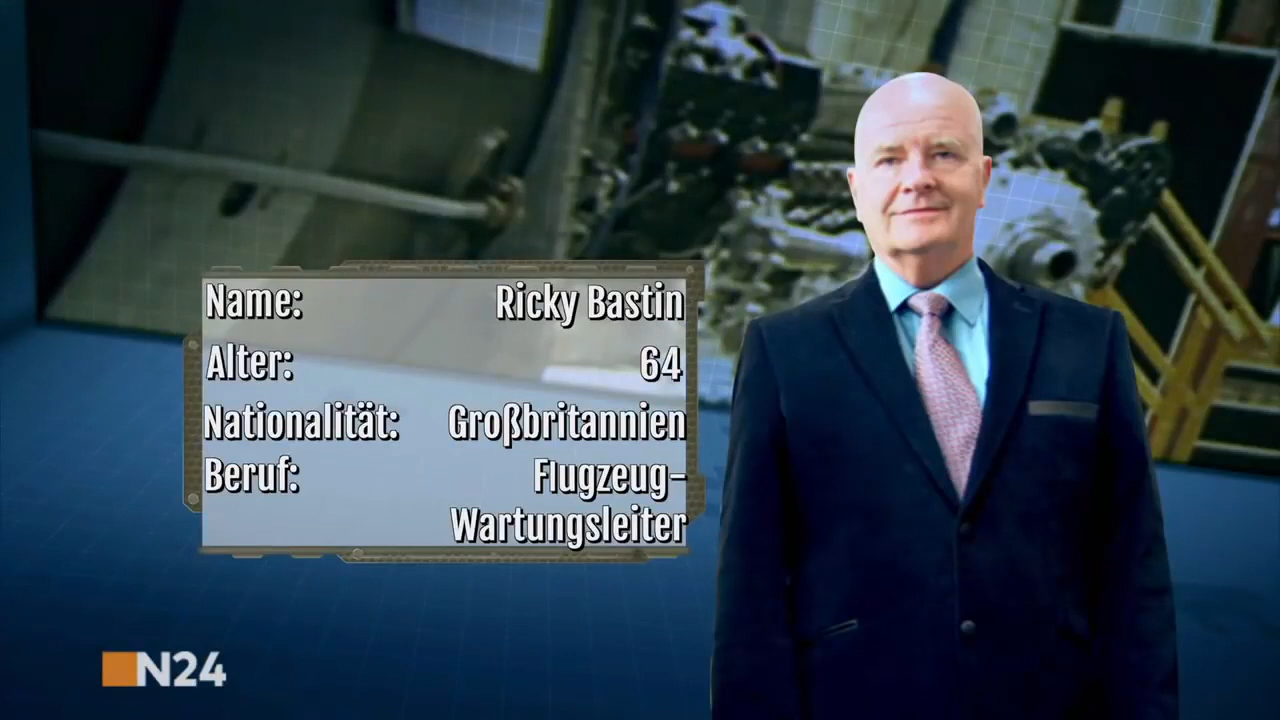 Name: Ricky Bastin
Alter: 64
Nationalität: Großbritannien
Beruf: Flugzeug-
Wartungsleiter
N24